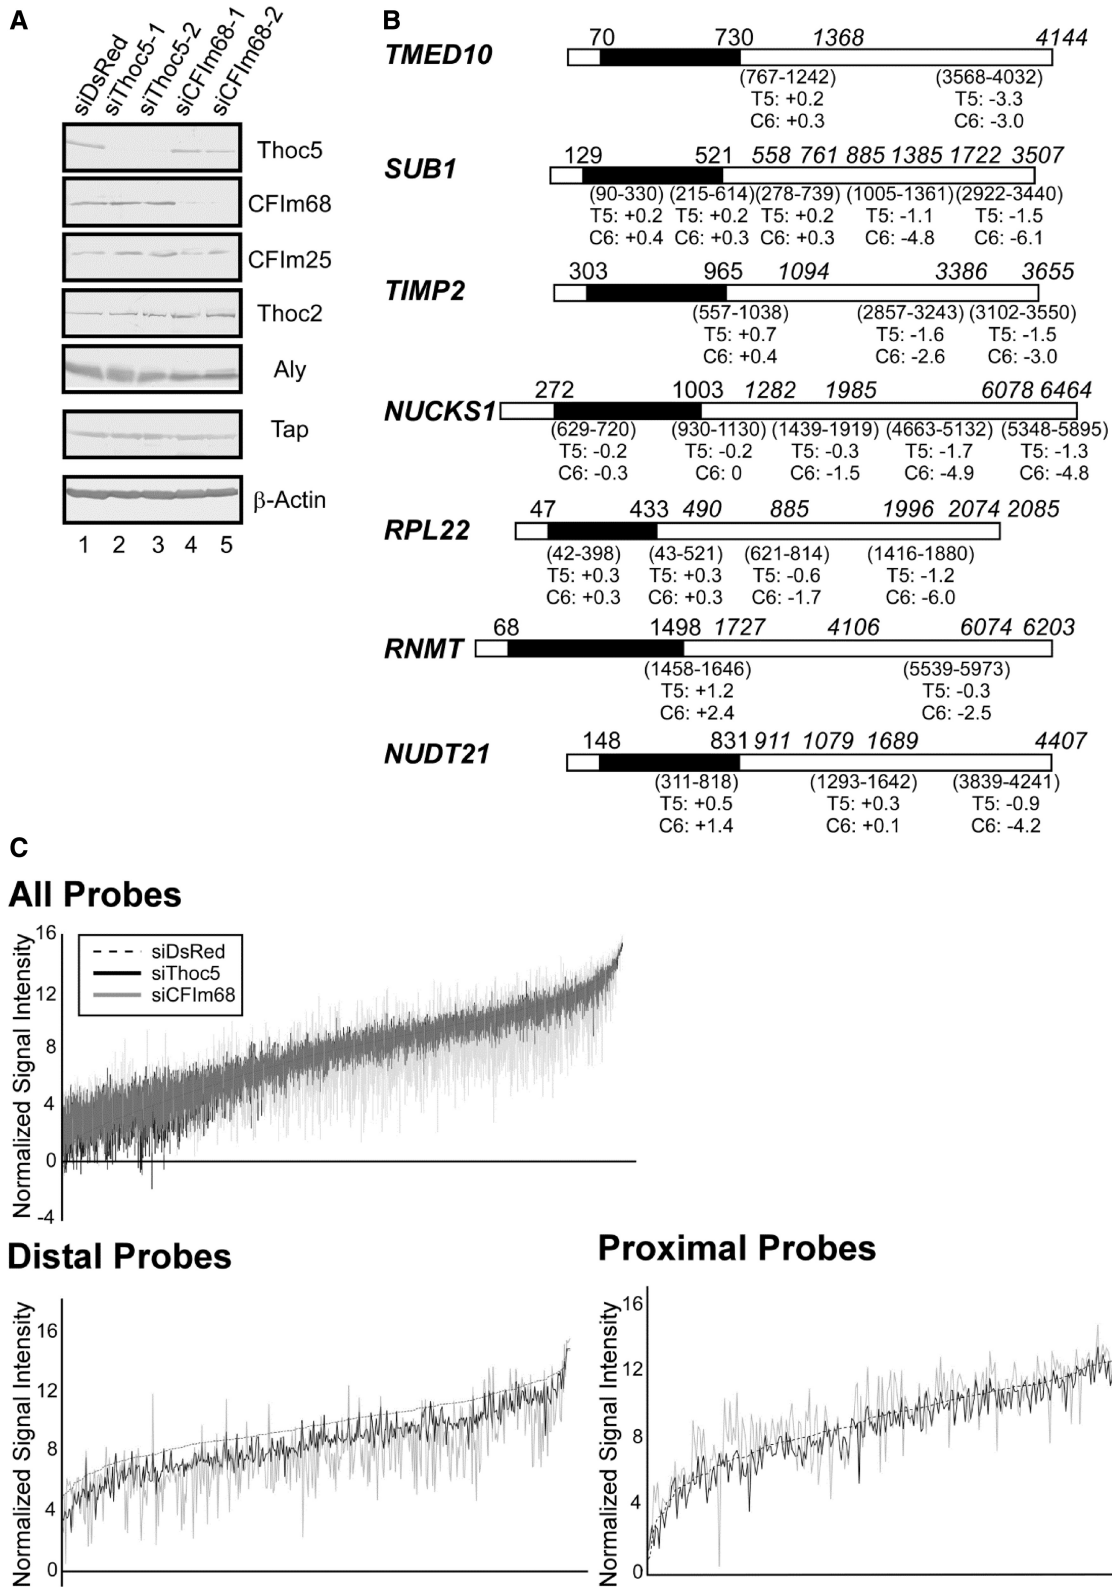 A
siDsRed
siThoc5-1
siThoc5-2
siCFIm68-1
siCFIm68-2
Thoc5
CFIm68
CFIm25
Thoc2
Aly
Tap
β-Actin
1 2 3 4 5
B
TMED10
70 730 1368 4144
(767-1242) (3568-4032)
T5: +0.2 T5: -3.3
C6: +0.3 C6: -3.0
SUB1
129 521 558 761 885 1385 1722 3507
(90-330) (215-614) (278-739) (1005-1361) (2922-3440)
T5: +0.2 T5: +0.2 T5: +0.2 T5: -1.1 T5: -1.5
C6: +0.4 C6: +0.3 C6: +0.3 C6: -4.8 C6: -6.1
TIMP2
303 965 1094 3386 3655
(557-1038) (2857-3243) (3102-3550)
T5: +0.7 T5: -1.6 T5: -1.5
C6: +0.4 C6: -2.6 C6: -3.0
NUCKS1
272 1003 1282 1985 6078 6464
(629-720) (930-1130) (1439-1919) (4663-5132) (5348-5895)
T5: -0.2 T5: -0.2 T5: -0.3 T5: -1.7 T5: -1.3
C6: -0.3 C6: 0 C6: -1.5 C6: -4.9 C6: -4.8
RPL22
47 433 490 885 1996 2074 2085
(42-398) (43-521) (621-814) (1416-1880)
T5: +0.3 T5: +0.3 T5: -0.6 T5: -1.2
C6: +0.3 C6: +0.3 C6: -1.7 C6: -6.0
RNMT
68 1498 1727 4106 6074 6203
(1458-1646) (5539-5973)
T5: +1.2 T5: -0.3
C6: +2.4 C6: -2.5
NUDT21
148 831 911 1079 1689 4407
(311-818) (1293-1642) (3839-4241)
T5: +0.5 T5: +0.3 T5: -0.9
C6: +1.4 C6: +0.1 C6: -4.2
C
All Probes
Normalized Signal Intensity
16
12
8
4
0
-4
siDsRed
siThoc5
siCFIm68
Distal Probes
Normalized Signal Intensity
16
12
8
4
0
Proximal Probes
Normalized Signal Intensity
16
12
8
4
0